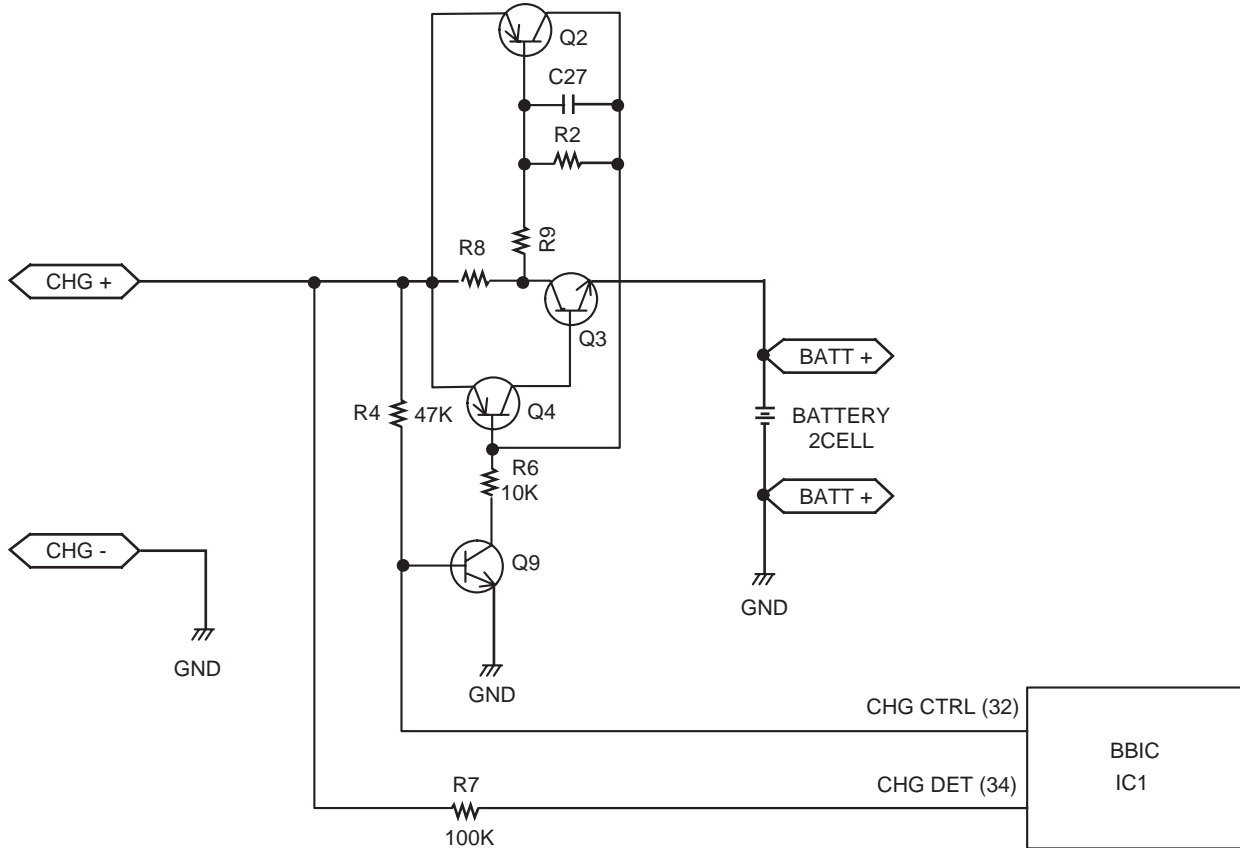 Q2
C27
R2
R9
R8
CHG +
Q3
BATT +
Q4
R4 47K
BATTERY
2CELL
R6
10K
BATT +
CHG -
Q9
GND
GND
GND
CHG CTRL (32)
BBIC
IC1
CHG DET (34)
R7
100K